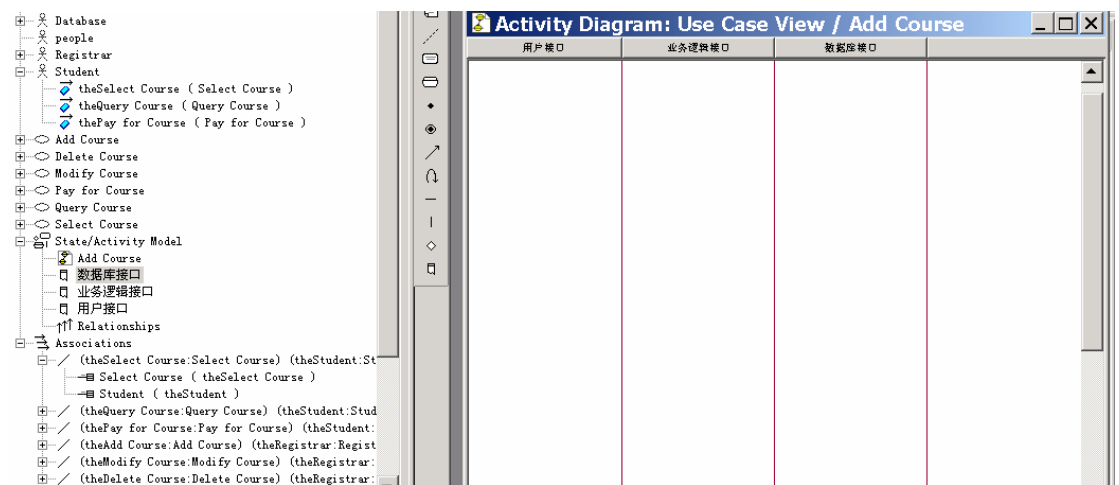 Database
people
Registrar
Student
theSelect Course ( Select Course )
theQuery Course ( Query Course )
thePay for Course ( Pay for Course )
Add Course
Delete Course
Modify Course
Pay for Course
Query Course
Select Course
State/Activity Model
Add Course
数据库接口
业务逻辑接口
用户接口
Relationships
Associations
(theSelect Course:Select Course) (theStudent:St
Select Course ( theSelect Course )
Student ( theStudent )
(theQuery Course:Query Course) (theStudent:Stud
(thePay for Course:Pay for Course) (theStudent:
(theAdd Course:Add Course) (theRegistrar:Regist
(theModify Course:Modify Course) (theRegistrar:
(theDelete Course:Delete Course) (theRegistrar:
Activity Diagram: Use Case View / Add Course
用户接口 业务逻辑接口 数据库接口